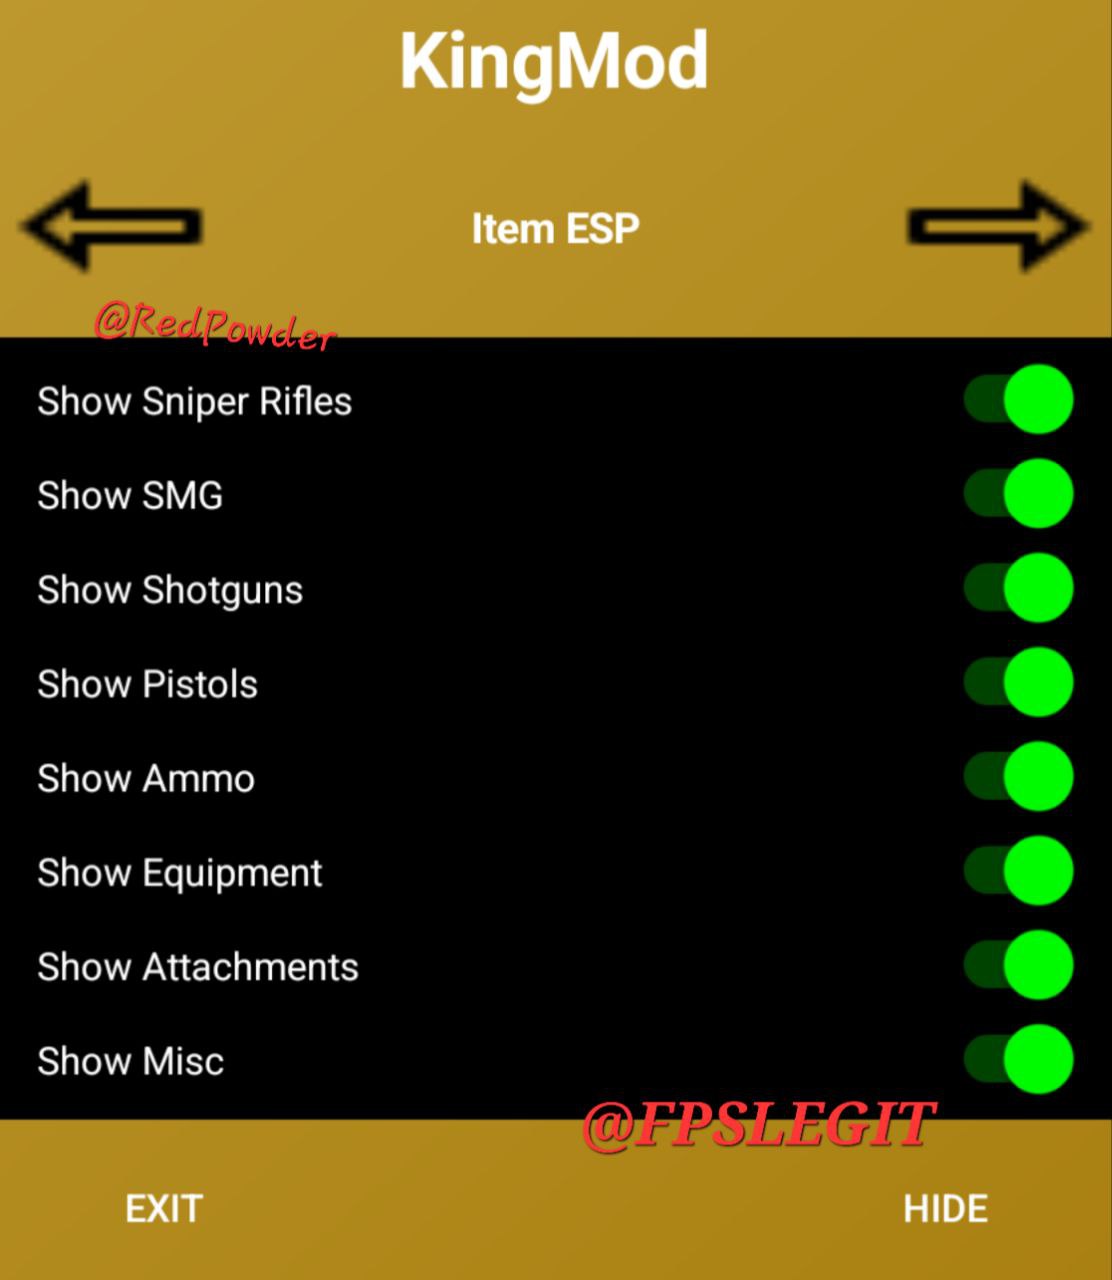 KingMod
Item ESP
@RedPowder
Show Sniper Rifles
Show SMG
Show Shotguns
Show Pistols
Show Ammo
Show Equipment
Show Attachments
Show Misc
@FPSLEGIT
EXIT
HIDE